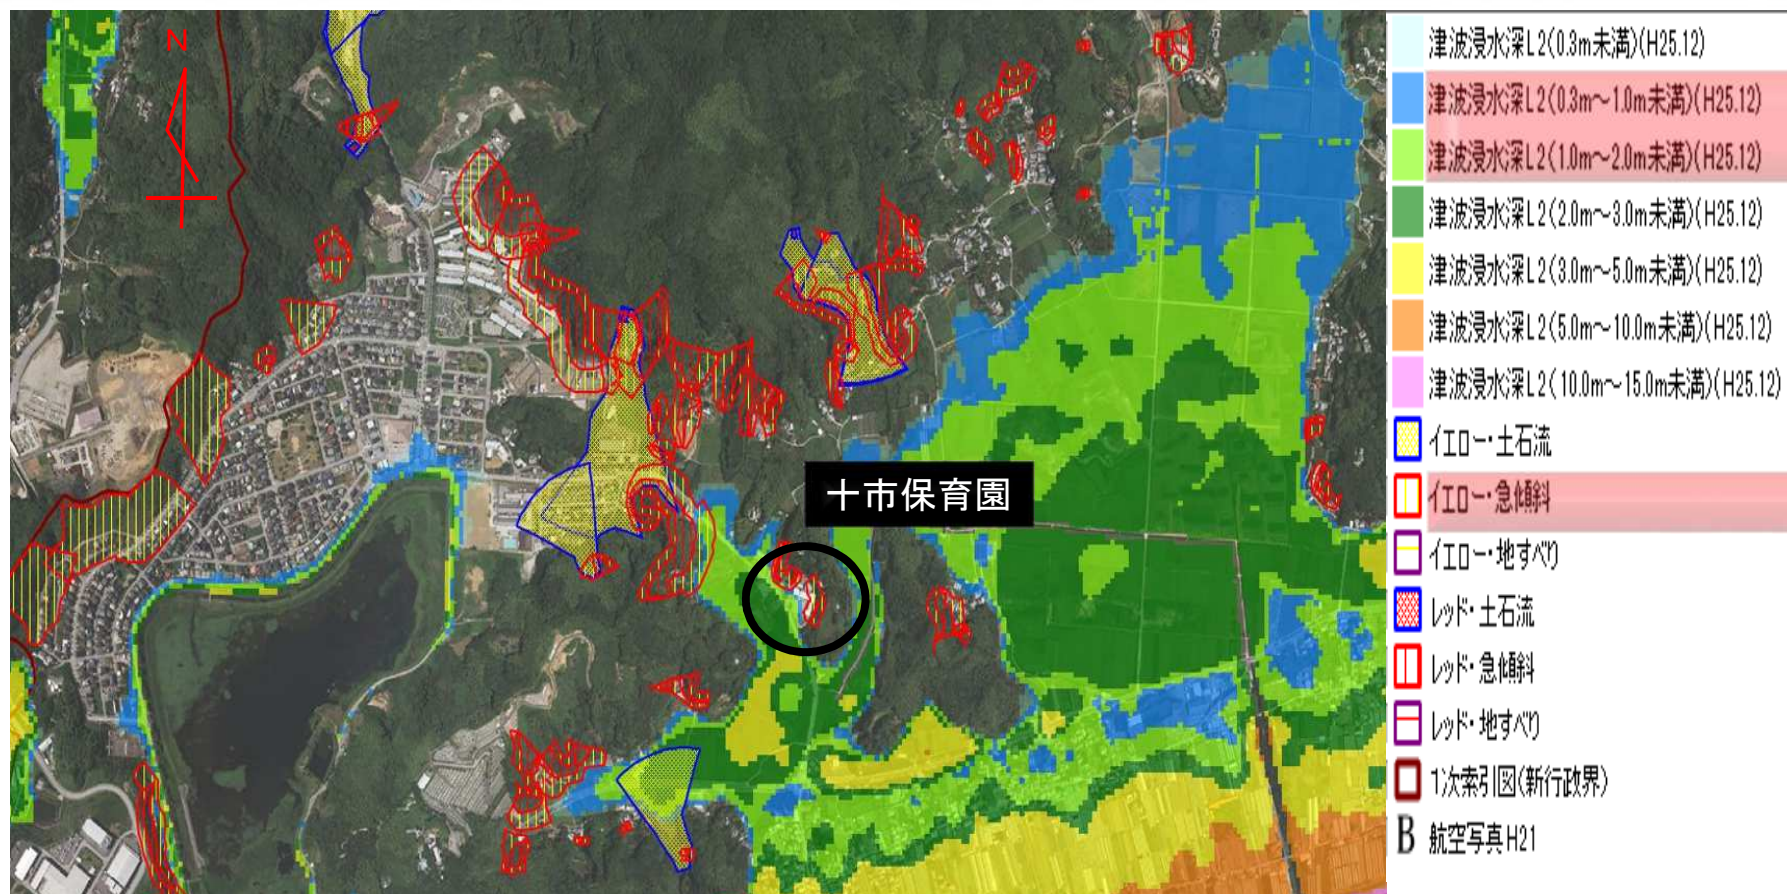 N
十市保育園
津波浸水深L2(0.3m未満)(H25.12)
津波浸水深L2(0.3m～1.0m未満)(H25.12)
津波浸水深L2(1.0m～2.0m未満)(H25.12)
津波浸水深L2(2.0m～3.0m未満)(H25.12)
津波浸水深L2(3.0m～5.0m未満)(H25.12)
津波浸水深L2(5.0m～10.0m未満)(H25.12)
津波浸水深L2(10.0m～15.0m未満)(H25.12)
イエロー・土石流
イエロー・急傾斜
イエロー・地すべり
レッド・土石流
レッド・急傾斜
レッド・地すべり
1次索引図(新行政界)
B 航空写真H21